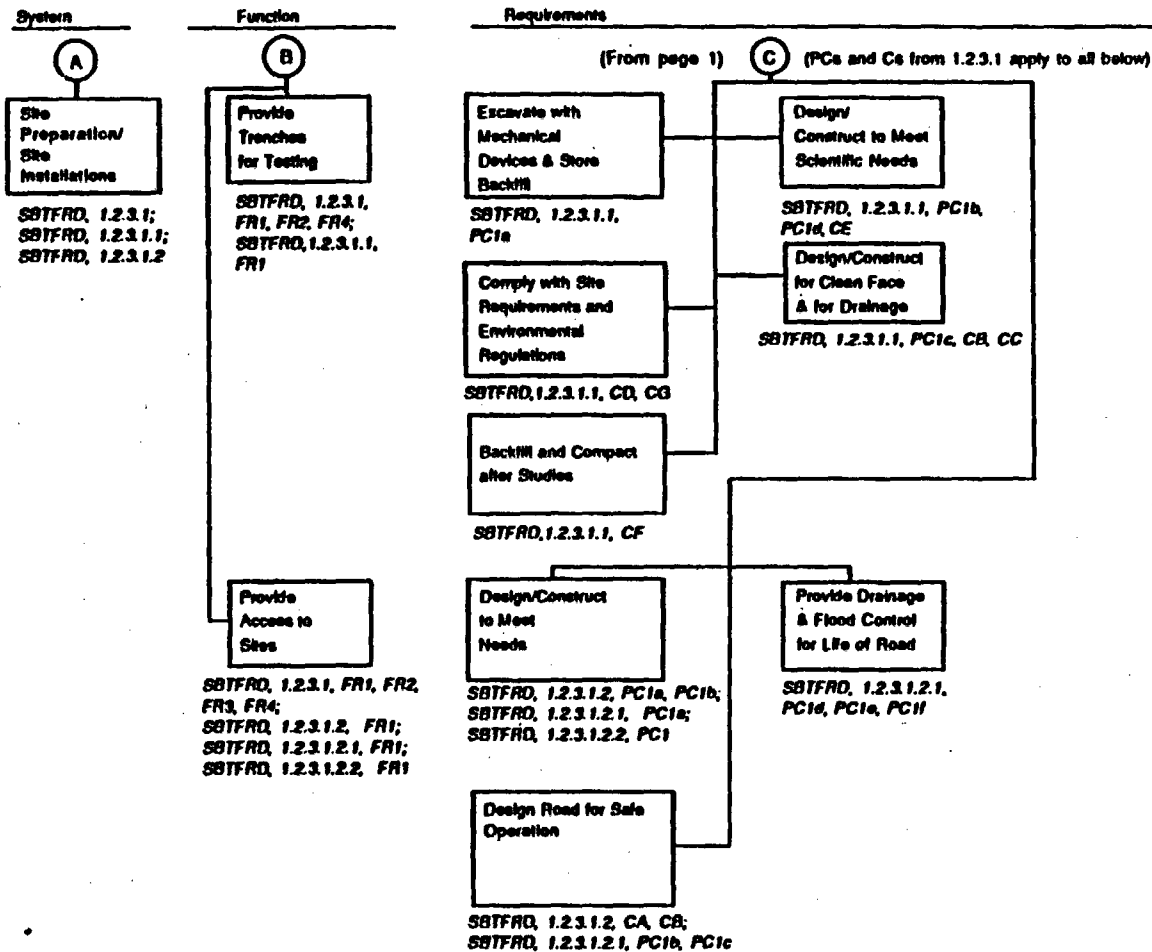 System
Function
Requirements
A
B
(From page 1)
C
(PCs and Cs from 1.2.3.1 apply to all below)
Site
Preparation/
Site
Installations
SBTFRD, 1.2.3.1;
SBTFRD, 1.2.3.1.1;
SBTFRD, 1.2.3.1.2
Provide
Trenches
for Testing
SBTFRD, 1.2.3.1,
FR1, FR2, FR4;
SBTFRD,1.2.3.1.1,
FR1
Excavate with
Mechanical
Devices & Store
Backfill
SBTFRD, 1.2.3.1.1,
PC1a
Design/
Construct to Meet
Scientific Needs
SBTFRD, 1.2.3.1.1, PC1b,
PC1d, CE
Comply with Site
Requirements and
Environmental
Regulations
SBTFRD,1.2.3.1.1, CD, CG
Design/Construct
for Clean Face
& for Drainage
SBTFRD, 1.2.3.1.1, PC1c, CB, CC
Backfill and Compact
after Studies
SBTFRD,1.2.3.1.1, CF
Provide
Access to
Sites
SBTFRD, 1.2.3.1, FR1, FR2,
FR3, FR4;
SBTFRD, 1.2.3.1.2, FR1;
SBTFRD, 1.2.3.1.2.1, FR1;
SBTFRD, 1.2.3.1.2.2, FR1
Design/Construct
to Meet
Needs
SBTFRD, 1.2.3.1.2, PC1a, PC1b;
SBTFRD, 1.2.3.1.2.1, PC1a;
SBTFRD, 1.2.3.1.2.2, PC1
Provide Drainage
& Flood Control
for Life of Road
SBTFRD, 1.2.3.1.2.1,
PC1d, PC1e, PC1f
Design Road for Safe
Operation
SBTFRD, 1.2.3.1.2, CA, CB;
SBTFRD, 1.2.3.1.2.1, PC1b, PC1c